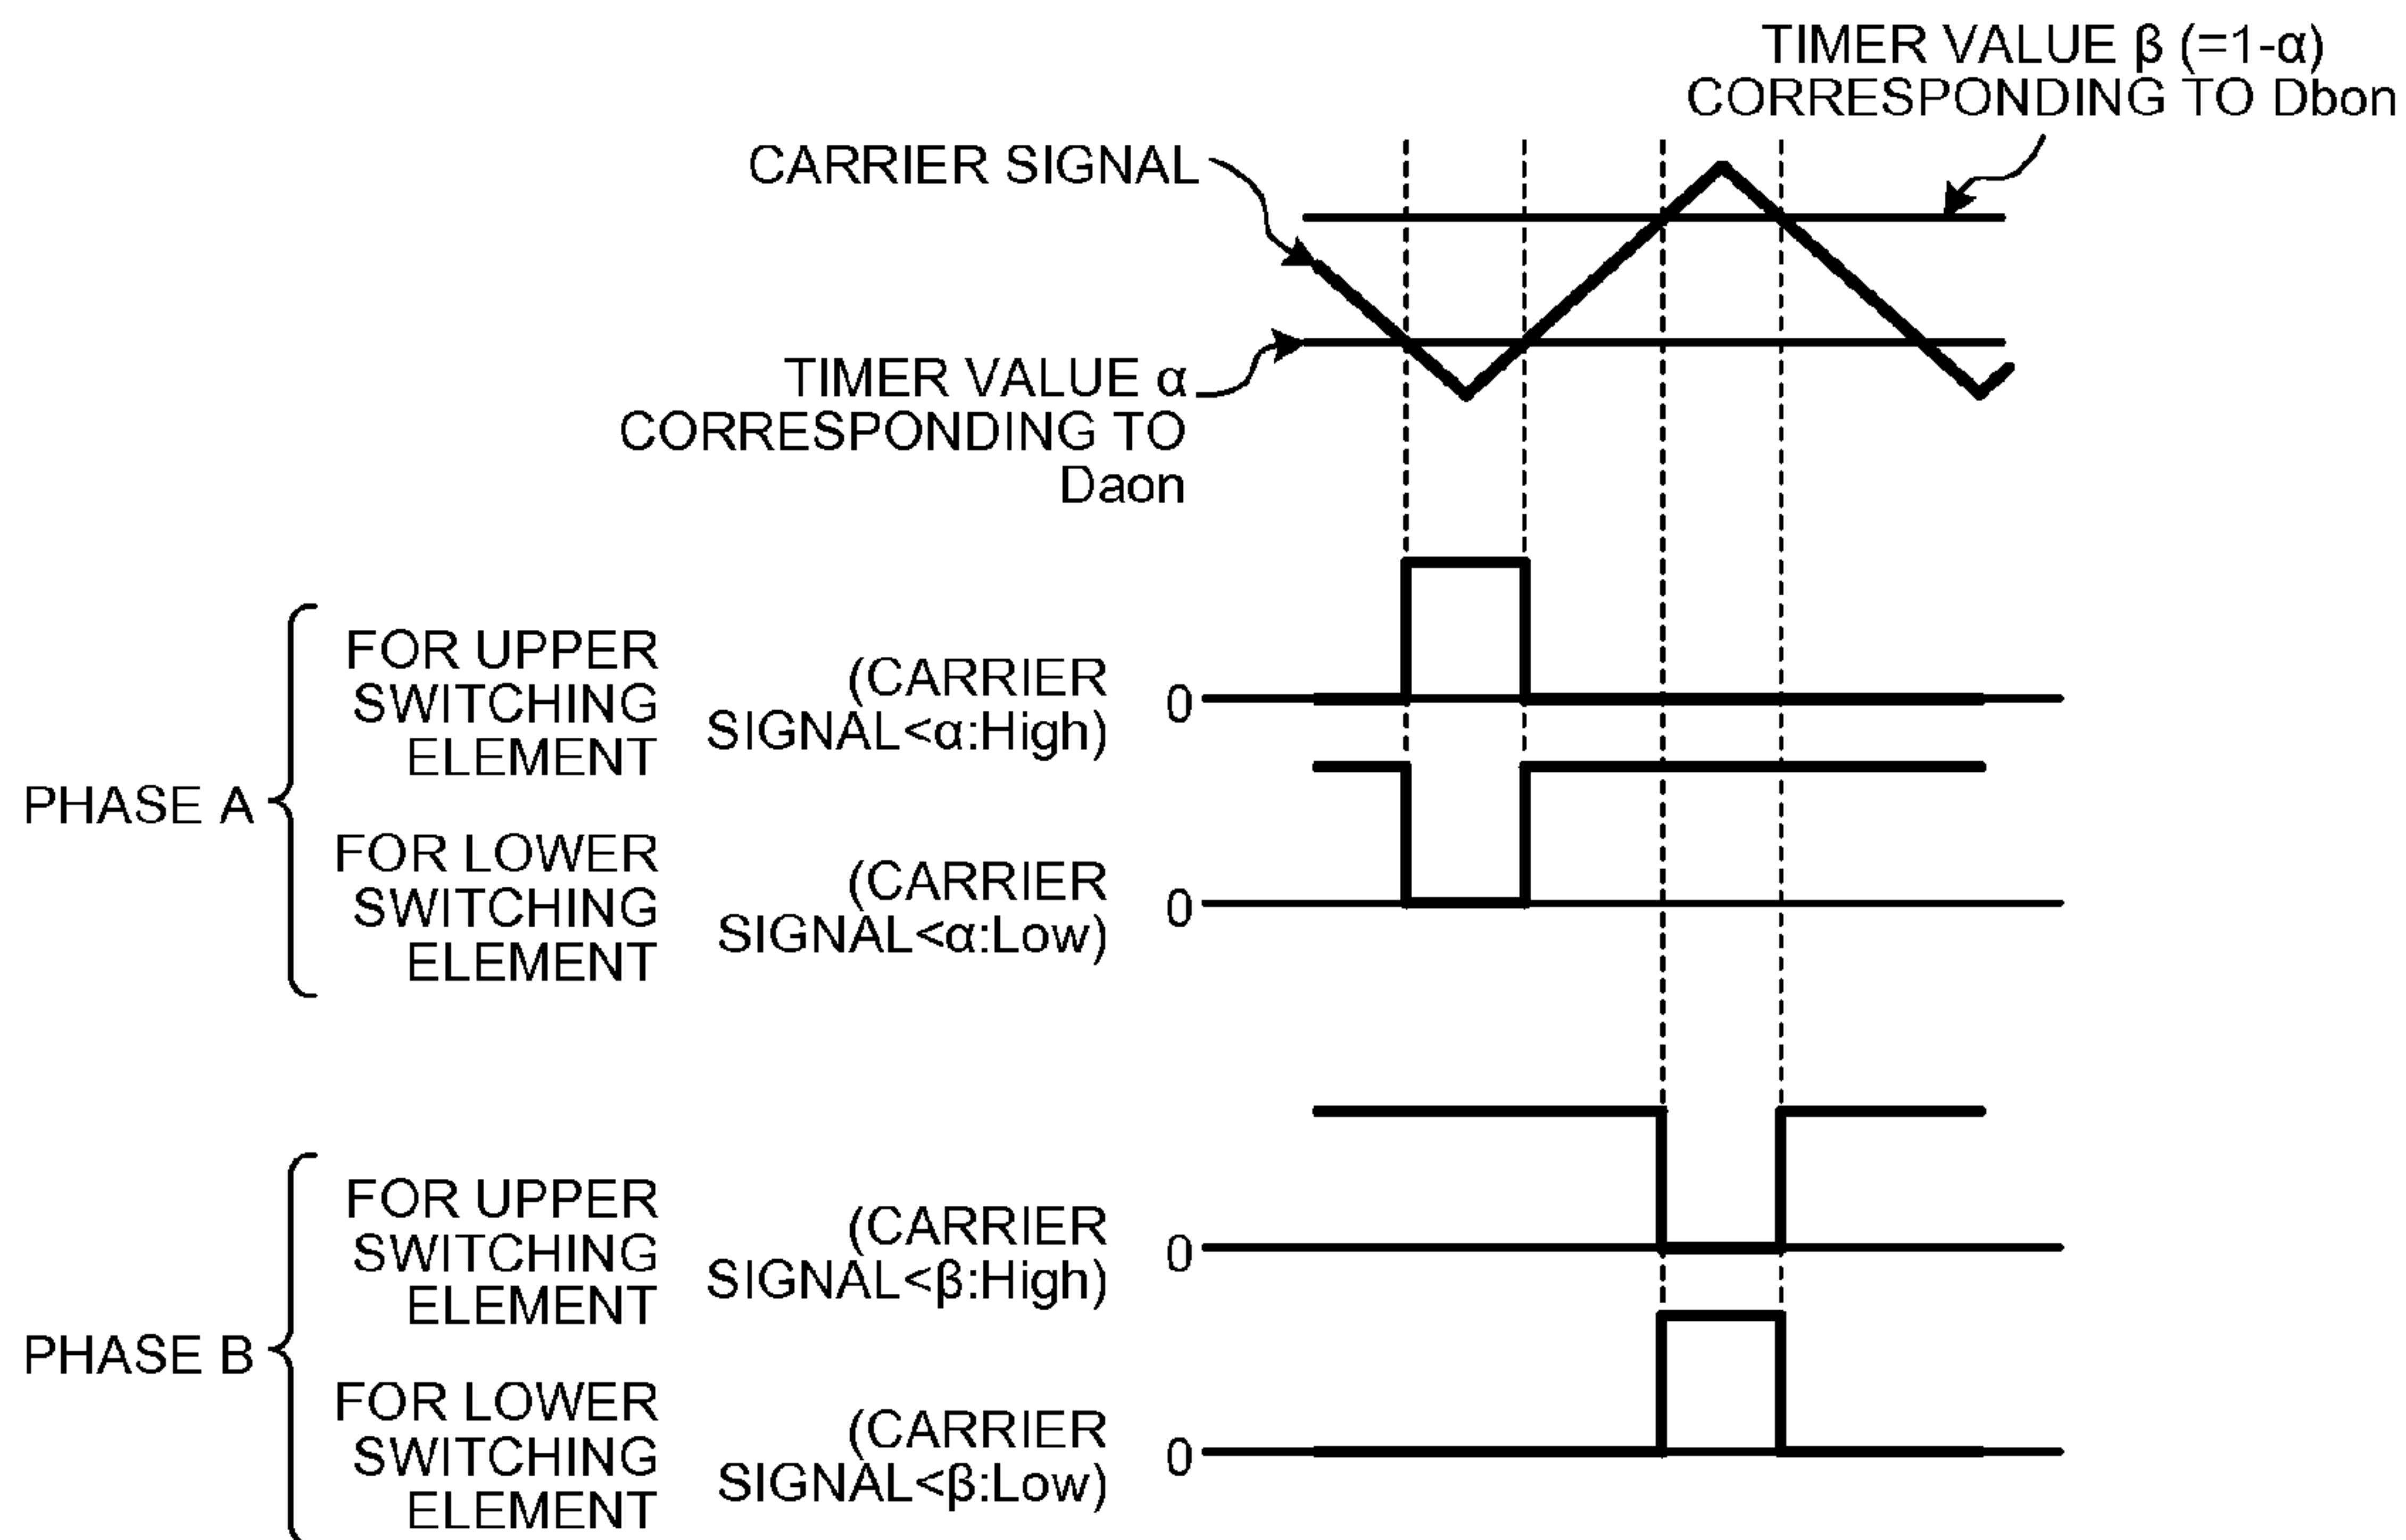 TIMER VALUE β (=1-α)
CORRESPONDING TO Dbon
CARRIER SIGNAL
TIMER VALUE α
CORRESPONDING TO
Daon
PHASE A
FOR UPPER
SWITCHING
ELEMENT
(CARRIER
SIGNAL<α:High)
0
FOR LOWER
SWITCHING
ELEMENT
(CARRIER
SIGNAL<α:Low)
0
PHASE B
FOR UPPER
SWITCHING
ELEMENT
(CARRIER
SIGNAL<β:High)
0
FOR LOWER
SWITCHING
ELEMENT
(CARRIER
SIGNAL<β:Low)
0